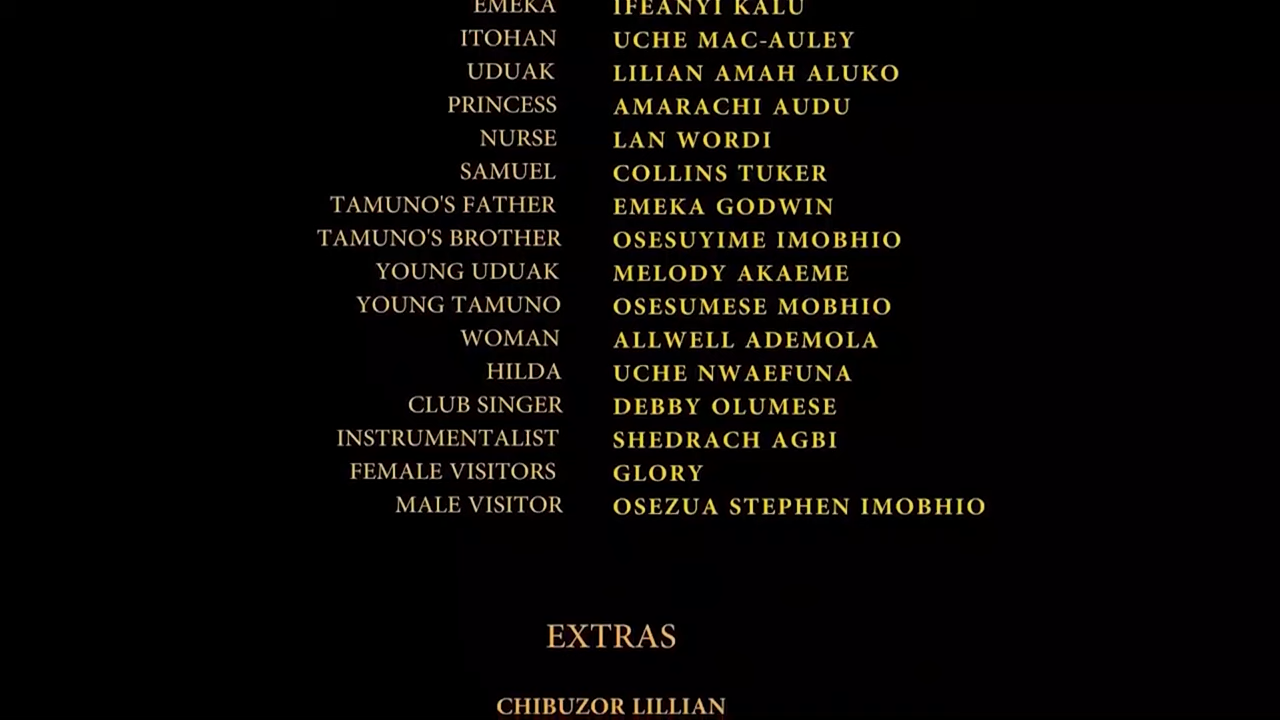 EMEKA IFEANYI KALU
ITOHAN UCHE MAC-AULEY
UDUAK LILIAN AMAH ALUKO
PRINCESS AMARACHI AUDU
NURSE LAN WORDI
SAMUEL COLLINS TUKER
TAMUNO'S FATHER EMEKA GODWIN
TAMUNO'S BROTHER OSESUYIME IMOBHIO
YOUNG UDUAK MELODY AKAEME
YOUNG TAMUNO OSESUMESE MOBHIO
WOMAN ALLWELL ADEMOLA
HILDA UCHE NWAEFUNA
CLUB SINGER DEBBY OLUMESE
INSTRUMENTALIST SHEDRACH AGBI
FEMALE VISITORS GLORY
MALE VISITOR OSEZUA STEPHEN IMOBHIO
EXTRAS
CHIBUZOR LILLIAN